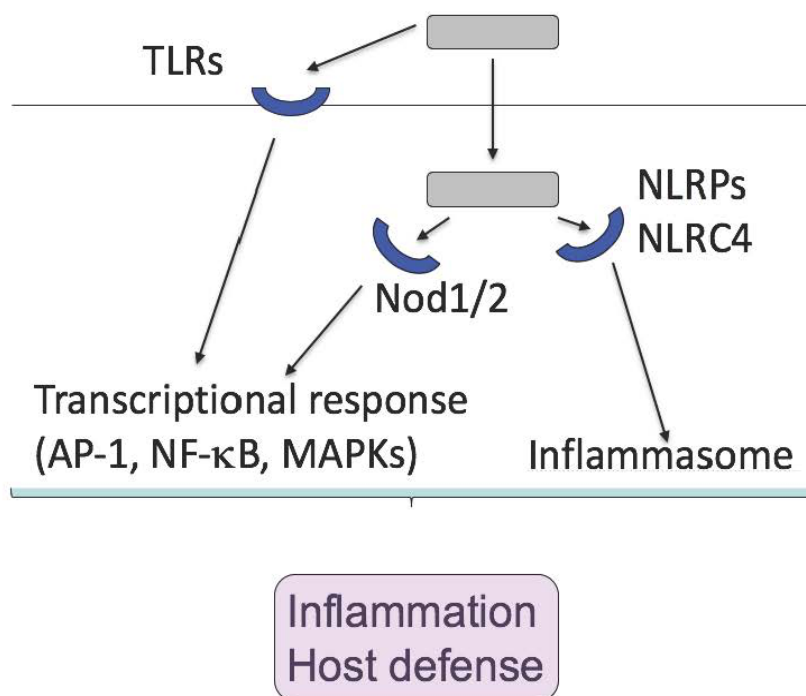 TLRs
NLRPs
NLRC4
Nod1/2
Transcriptional response
(AP-1, NF-κB, MAPKs)
Inflammasome
Inflammation
Host defense